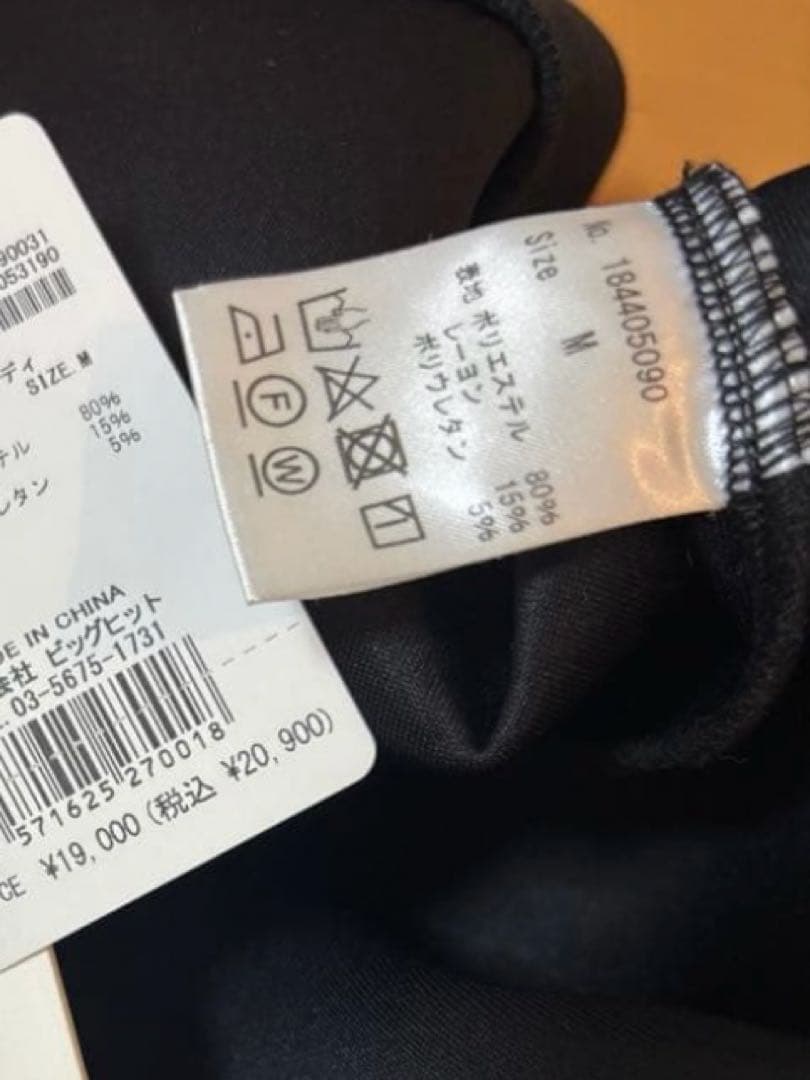 90031
053190
ディ
SIZE M
80%
テル 15%
レタン 5%
DE IN CHINA
会社 ビッグヒット
03-5675-1731
571625 270018
CE ¥19,000 (税込 ¥20,900)
No. 184405090
Size M
表地 ポリエステル 80%
レーヨン 15%
ポリウレタン 5%
F
W